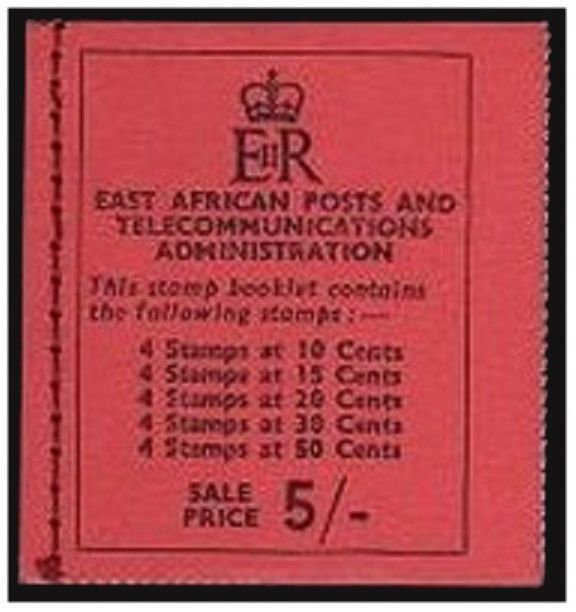 EIIR
EAST AFRICAN POSTS AND
TELECOMMUNICATIONS
ADMINISTRATION
This stamp booklet contains
the following stamps :—
4 Stamps at 10 Cents
4 Stamps at 15 Cents
4 Stamps at 20 Cents
4 Stamps at 30 Cents
4 Stamps at 50 Cents
SALE
PRICE 5/-